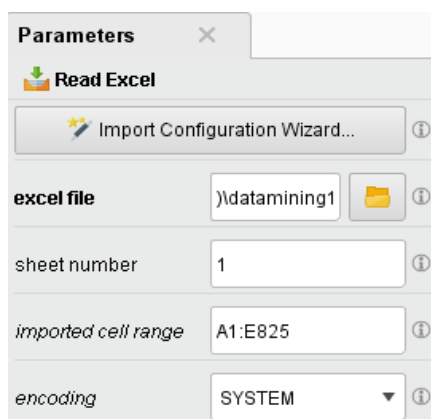 Parameters
Read Excel
Import Configuration Wizard...
excel file )\datamining1
sheet number 1
imported cell range A1:E825
encoding SYSTEM